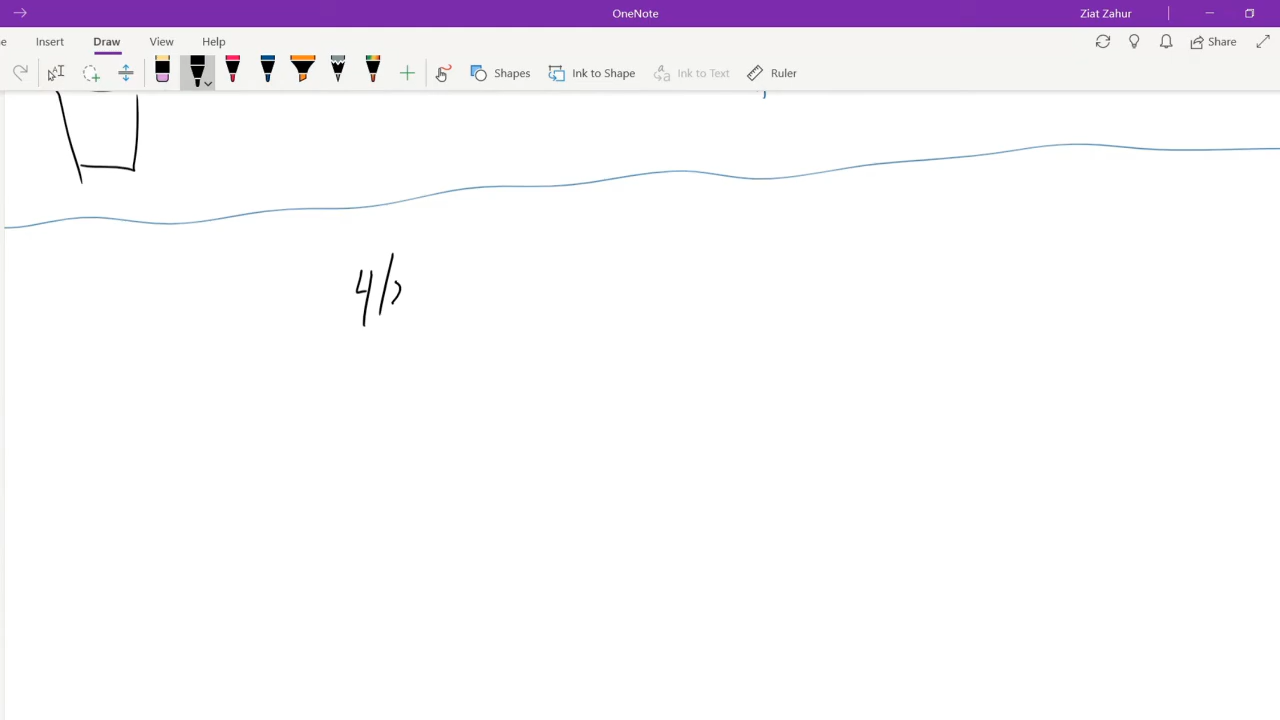 OneNote
Ziat Zahur
Insert Draw View Help
Share
Shapes Ink to Shape Ink to Text Ruler
4/